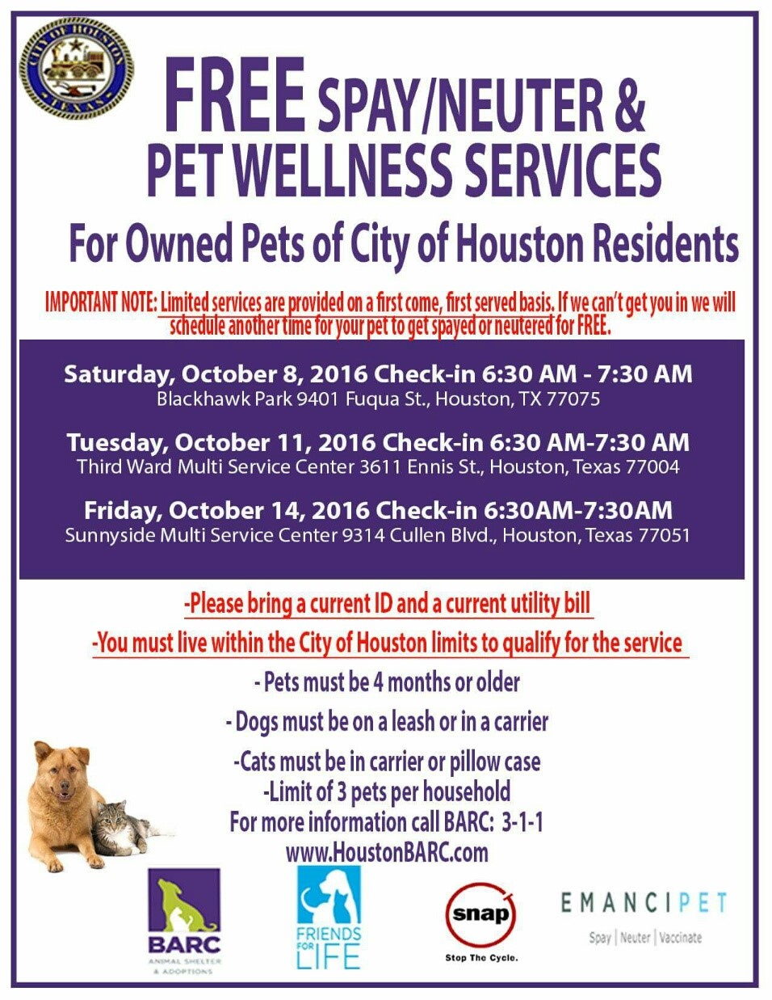 CITY OF HOUSTON
TEXAS
FREE SPAY/NEUTER &
PET WELLNESS SERVICES
For Owned Pets of City of Houston Residents
IMPORTANT NOTE: Limited services are provided on a first come, first served basis. If we can't get you in we will
schedule another time for your pet to get spayed or neutered for FREE.
Saturday, October 8, 2016 Check-in 6:30 AM - 7:30 AM
Blackhawk Park 9401 Fuqua St., Houston, TX 77075
Tuesday, October 11, 2016 Check-in 6:30 AM-7:30 AM
Third Ward Multi Service Center 3611 Ennis St., Houston, Texas 77004
Friday, October 14, 2016 Check-in 6:30AM-7:30AM
Sunnyside Multi Service Center 9314 Cullen Blvd., Houston, Texas 77051
-Please bring a current ID and a current utility bill
-You must live within the City of Houston limits to qualify for the service
- Pets must be 4 months or older
- Dogs must be on a leash or in a carrier
-Cats must be in carrier or pillow case
-Limit of 3 pets per household
For more information call BARC: 3-1-1
www.HoustonBARC.com
BARC
ANIMAL SHELTER
& ADOPTIONS
FRIENDS
FOR LIFE
snap
Stop The Cycle.
EMANCIPET
Spay | Neuter | Vaccinate